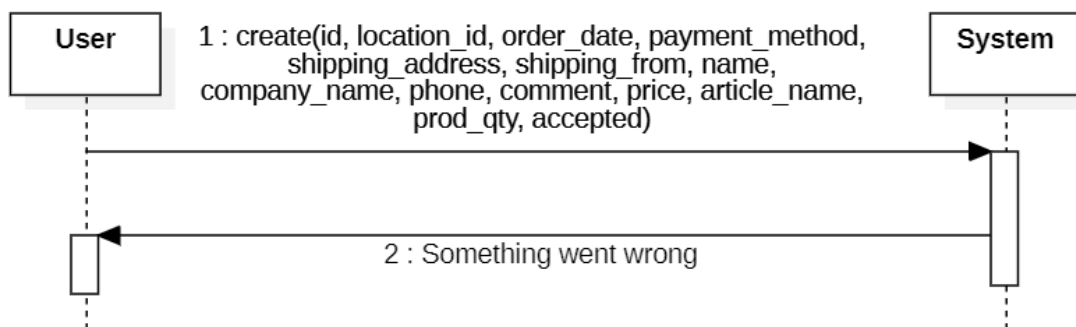 User
System
1 : create(id, location_id, order_date, payment_method,
shipping_address, shipping_from, name,
company_name, phone, comment, price, article_name,
prod_qty, accepted)
2 : Something went wrong